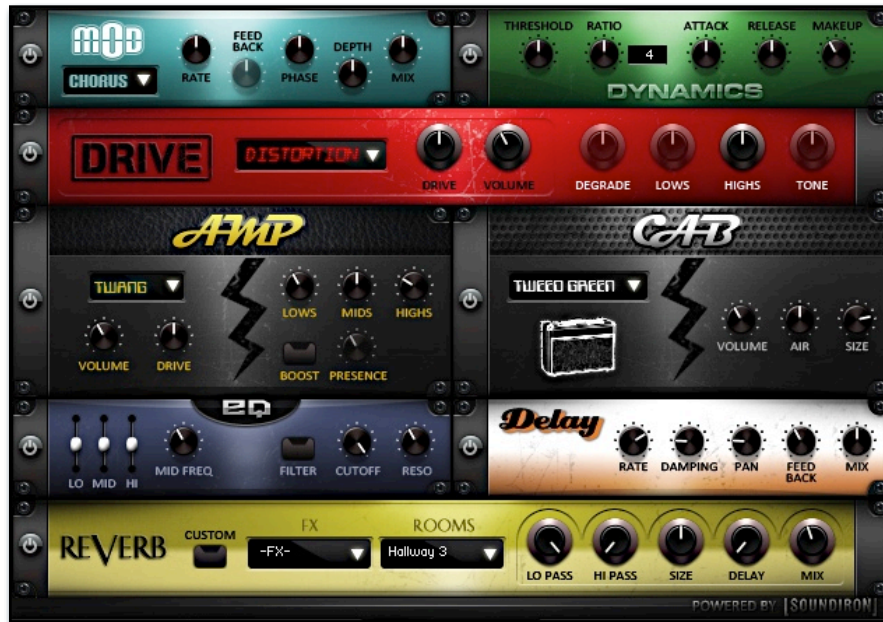 MOD
CHORUS
RATE
FEED
BACK
PHASE
DEPTH
MIX
THRESHOLD RATIO ATTACK RELEASE MAKEUP
4
DYNAMICS
DRIVE
DISTORTION
DRIVE VOLUME DEGRADE LOWS HIGHS TONE
AMP
TWANG
LOWS MIDS HIGHS
VOLUME DRIVE
BOOST PRESENCE
CAB
TWEED GREEN
VOLUME AIR SIZE
EQ
LO MID HI
MID FREQ
FILTER CUTOFF RESO
Delay
RATE DAMPING PAN FEED
BACK MIX
REVERB
CUSTOM
FX
-FX-
ROOMS
Hallway 3
LO PASS HI PASS SIZE DELAY MIX
POWERED BY [SOUNDIRON]